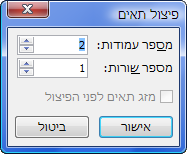 פיצול תאים
מספר עמודות: 2
מספר שורות: 1
מזג תאים לפני הפיצול
אישור ביטול